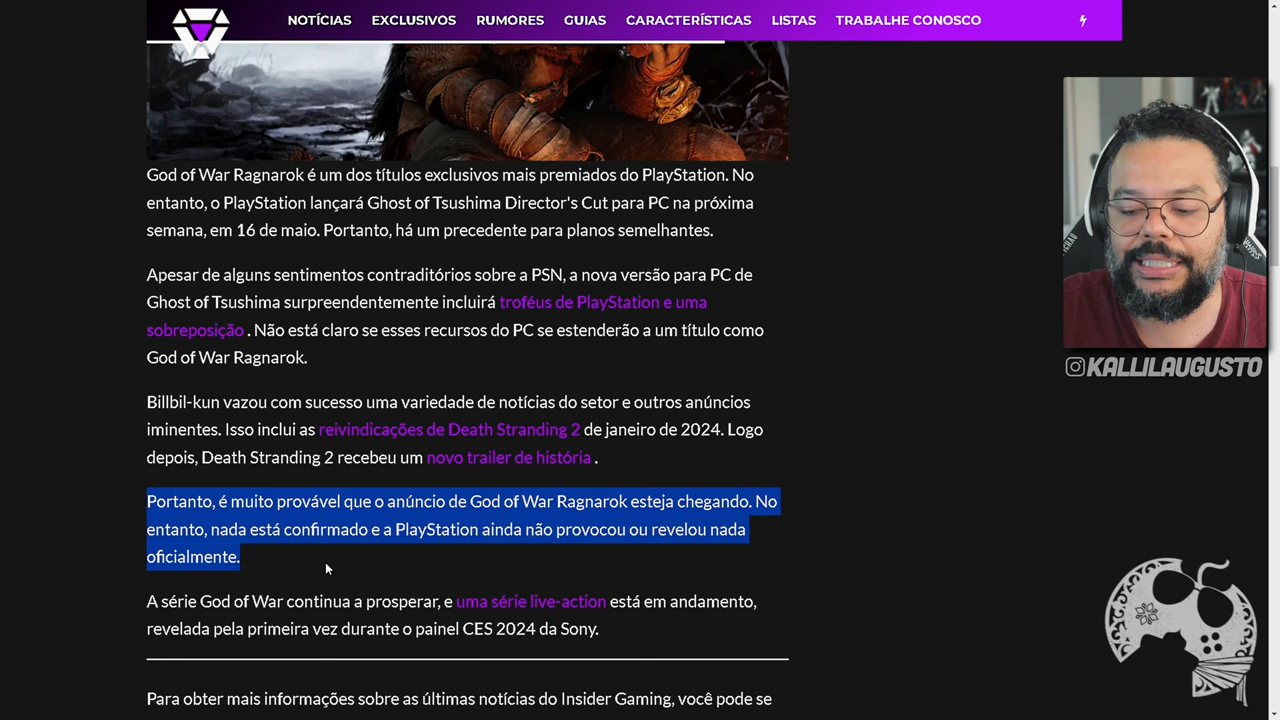 NOTÍCIAS EXCLUSIVOS RUMORES GUIAS CARACTERÍSTICAS LISTAS TRABALHE CONOSCO
God of War Ragnarok é um dos títulos exclusivos mais premiados do PlayStation. No
entanto, o PlayStation lançará Ghost of Tsushima Director's Cut para PC na próxima
semana, em 16 de maio. Portanto, há um precedente para planos semelhantes.
Apesar de alguns sentimentos contraditórios sobre a PSN, a nova versão para PC de
Ghost of Tsushima surpreendentemente incluirá troféus de PlayStation e uma
sobreposição . Não está claro se esses recursos do PC se estenderão a um título como
God of War Ragnarok.
Billbil-kun vazou com sucesso uma variedade de notícias do setor e outros anúncios
iminentes. Isso inclui as reivindicações de Death Stranding 2 de janeiro de 2024. Logo
depois, Death Stranding 2 recebeu um novo trailer de história .
Portanto, é muito provável que o anúncio de God of War Ragnarok esteja chegando. No
entanto, nada está confirmado e a PlayStation ainda não provocou ou revelou nada
oficialmente.
A série God of War continua a prosperar, e uma série live-action está em andamento,
revelada pela primeira vez durante o painel CES 2024 da Sony.
Para obter mais informações sobre as últimas notícias do Insider Gaming, você pode se
KALLILAUGUSTO